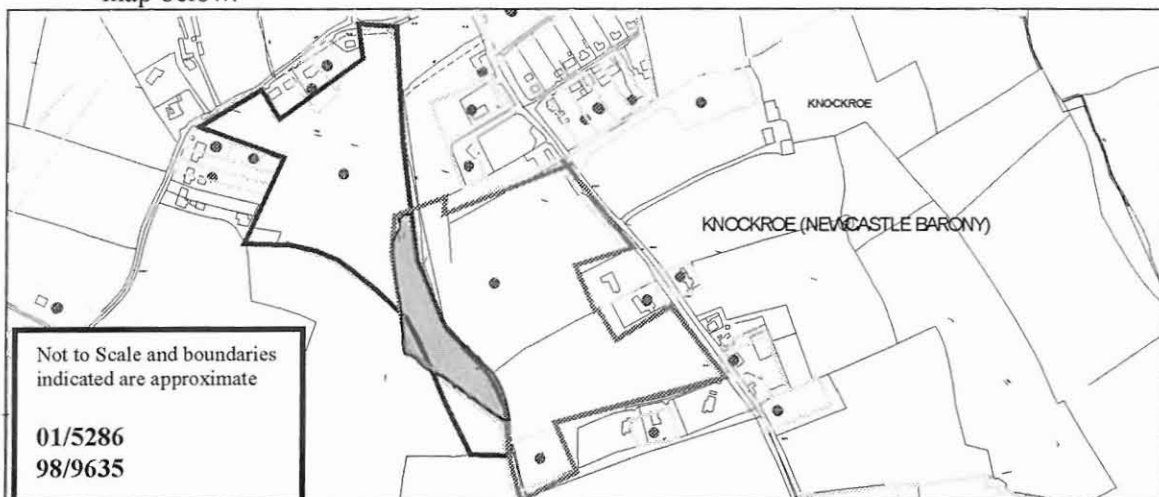 map below.
KNOCKROE
KNOCKROE (NEWCASTLE BARONY)
Not to Scale and boundaries
indicated are approximate
01/5286
98/9635